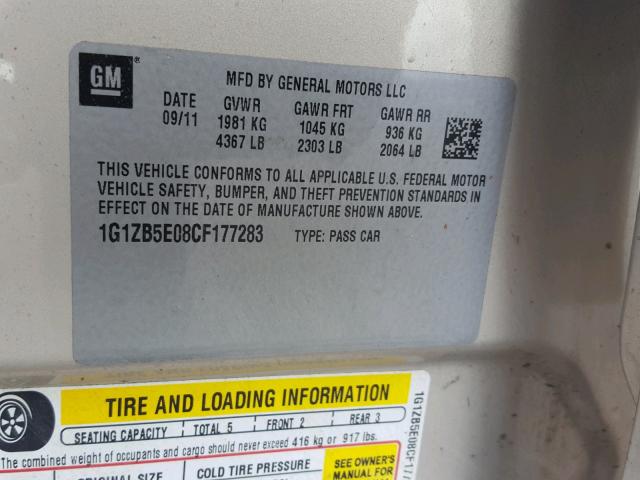 GM
MFD BY GENERAL MOTORS LLC
DATE GVWR GAWR FRT GAWR RR
09/11 1981 KG 1045 KG 936 KG
4367 LB 2303 LB 2064 LB
THIS VEHICLE CONFORMS TO ALL APPLICABLE U.S. FEDERAL MOTOR
VEHICLE SAFETY, BUMPER, AND THEFT PREVENTION STANDARDS IN
EFFECT ON THE DATE OF MANUFACTURE SHOWN ABOVE.
1G1ZB5E08CF177283 TYPE: PASS CAR
TIRE AND LOADING INFORMATION
SEATING CAPACITY TOTAL 5 FRONT 2 REAR 3
The combined weight of occupants and cargo should never exceed 416 kg or 917 lbs.
ORIGINAL SIZE COLD TIRE PRESSURE
SEE OWNER'S
MANUAL FOR
1G1ZB5E08CF177